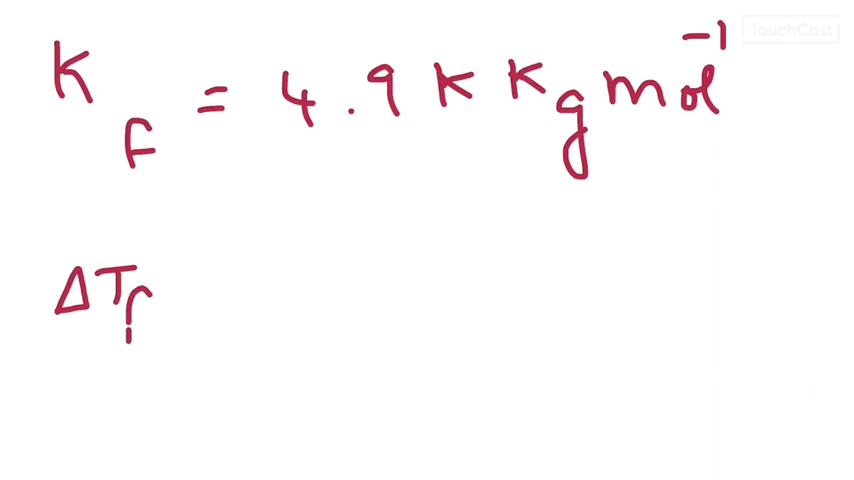 TouchCast
K_F = 4.9 K Kg mol⁻¹
ΔT_f